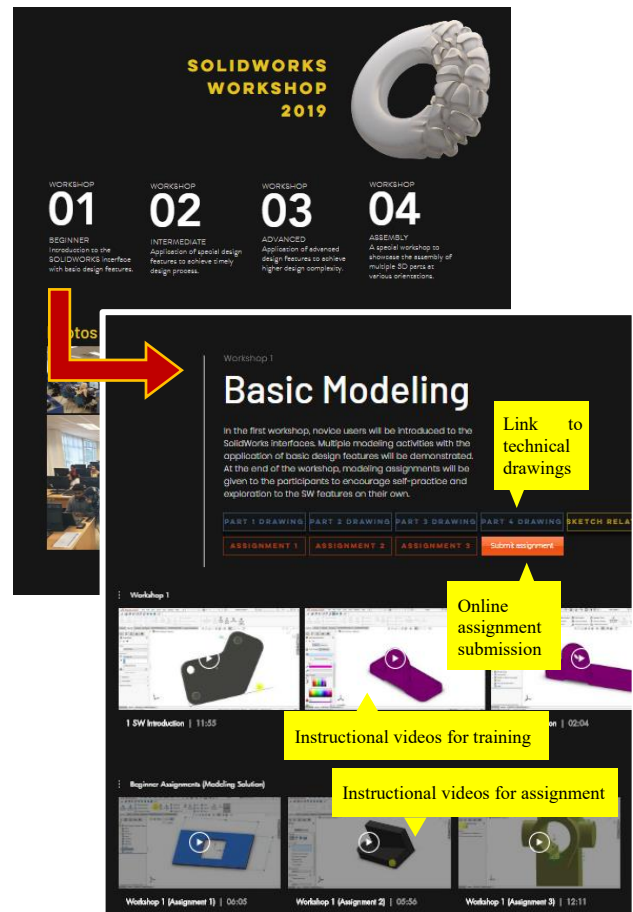 SOLIDWORKS
WORKSHOP
2019
WORKSHOP
01
BEGINNER
Introduction to the
SOLIDWORKS interface
with basic design features.
WORKSHOP
02
INTERMEDIATE
Application of special design
features to achieve timely
design process.
WORKSHOP
03
ADVANCED
Application of advanced
design features to achieve
higher design complexity.
WORKSHOP
04
ASSEMBLY
A special workshop to
showcase the assembly of
multiple 3D parts at
various orientations.
Workshop 1
Basic Modeling
In the first workshop, novice users will be introduced to the
SolidWorks interfaces. Multiple modeling activities with the
application of basic design features will be demonstrated.
At the end of the workshop, modeling assignments will be
given to the participants to encourage self-practice and
exploration to the SW features on their own.
Link to
technical
drawings
PART 1 DRAWING PART 2 DRAWING PART 3 DRAWING PART 4 DRAWING SKETCH RELA
ASSIGNMENT 1 ASSIGNMENT 2 ASSIGNMENT 3 Submit assignment
Online
assignment
submission
Workshop 1
1 SW Introduction | 11:55
on | 02:04
Instructional videos for training
Beginner Assignments (Modeling Solution)
Instructional videos for assignment
Workshop 1 (Assignment 1) | 06:05
Workshop 1 (Assignment 2) | 05:56
Workshop 1 (Assignment 3) | 12:11